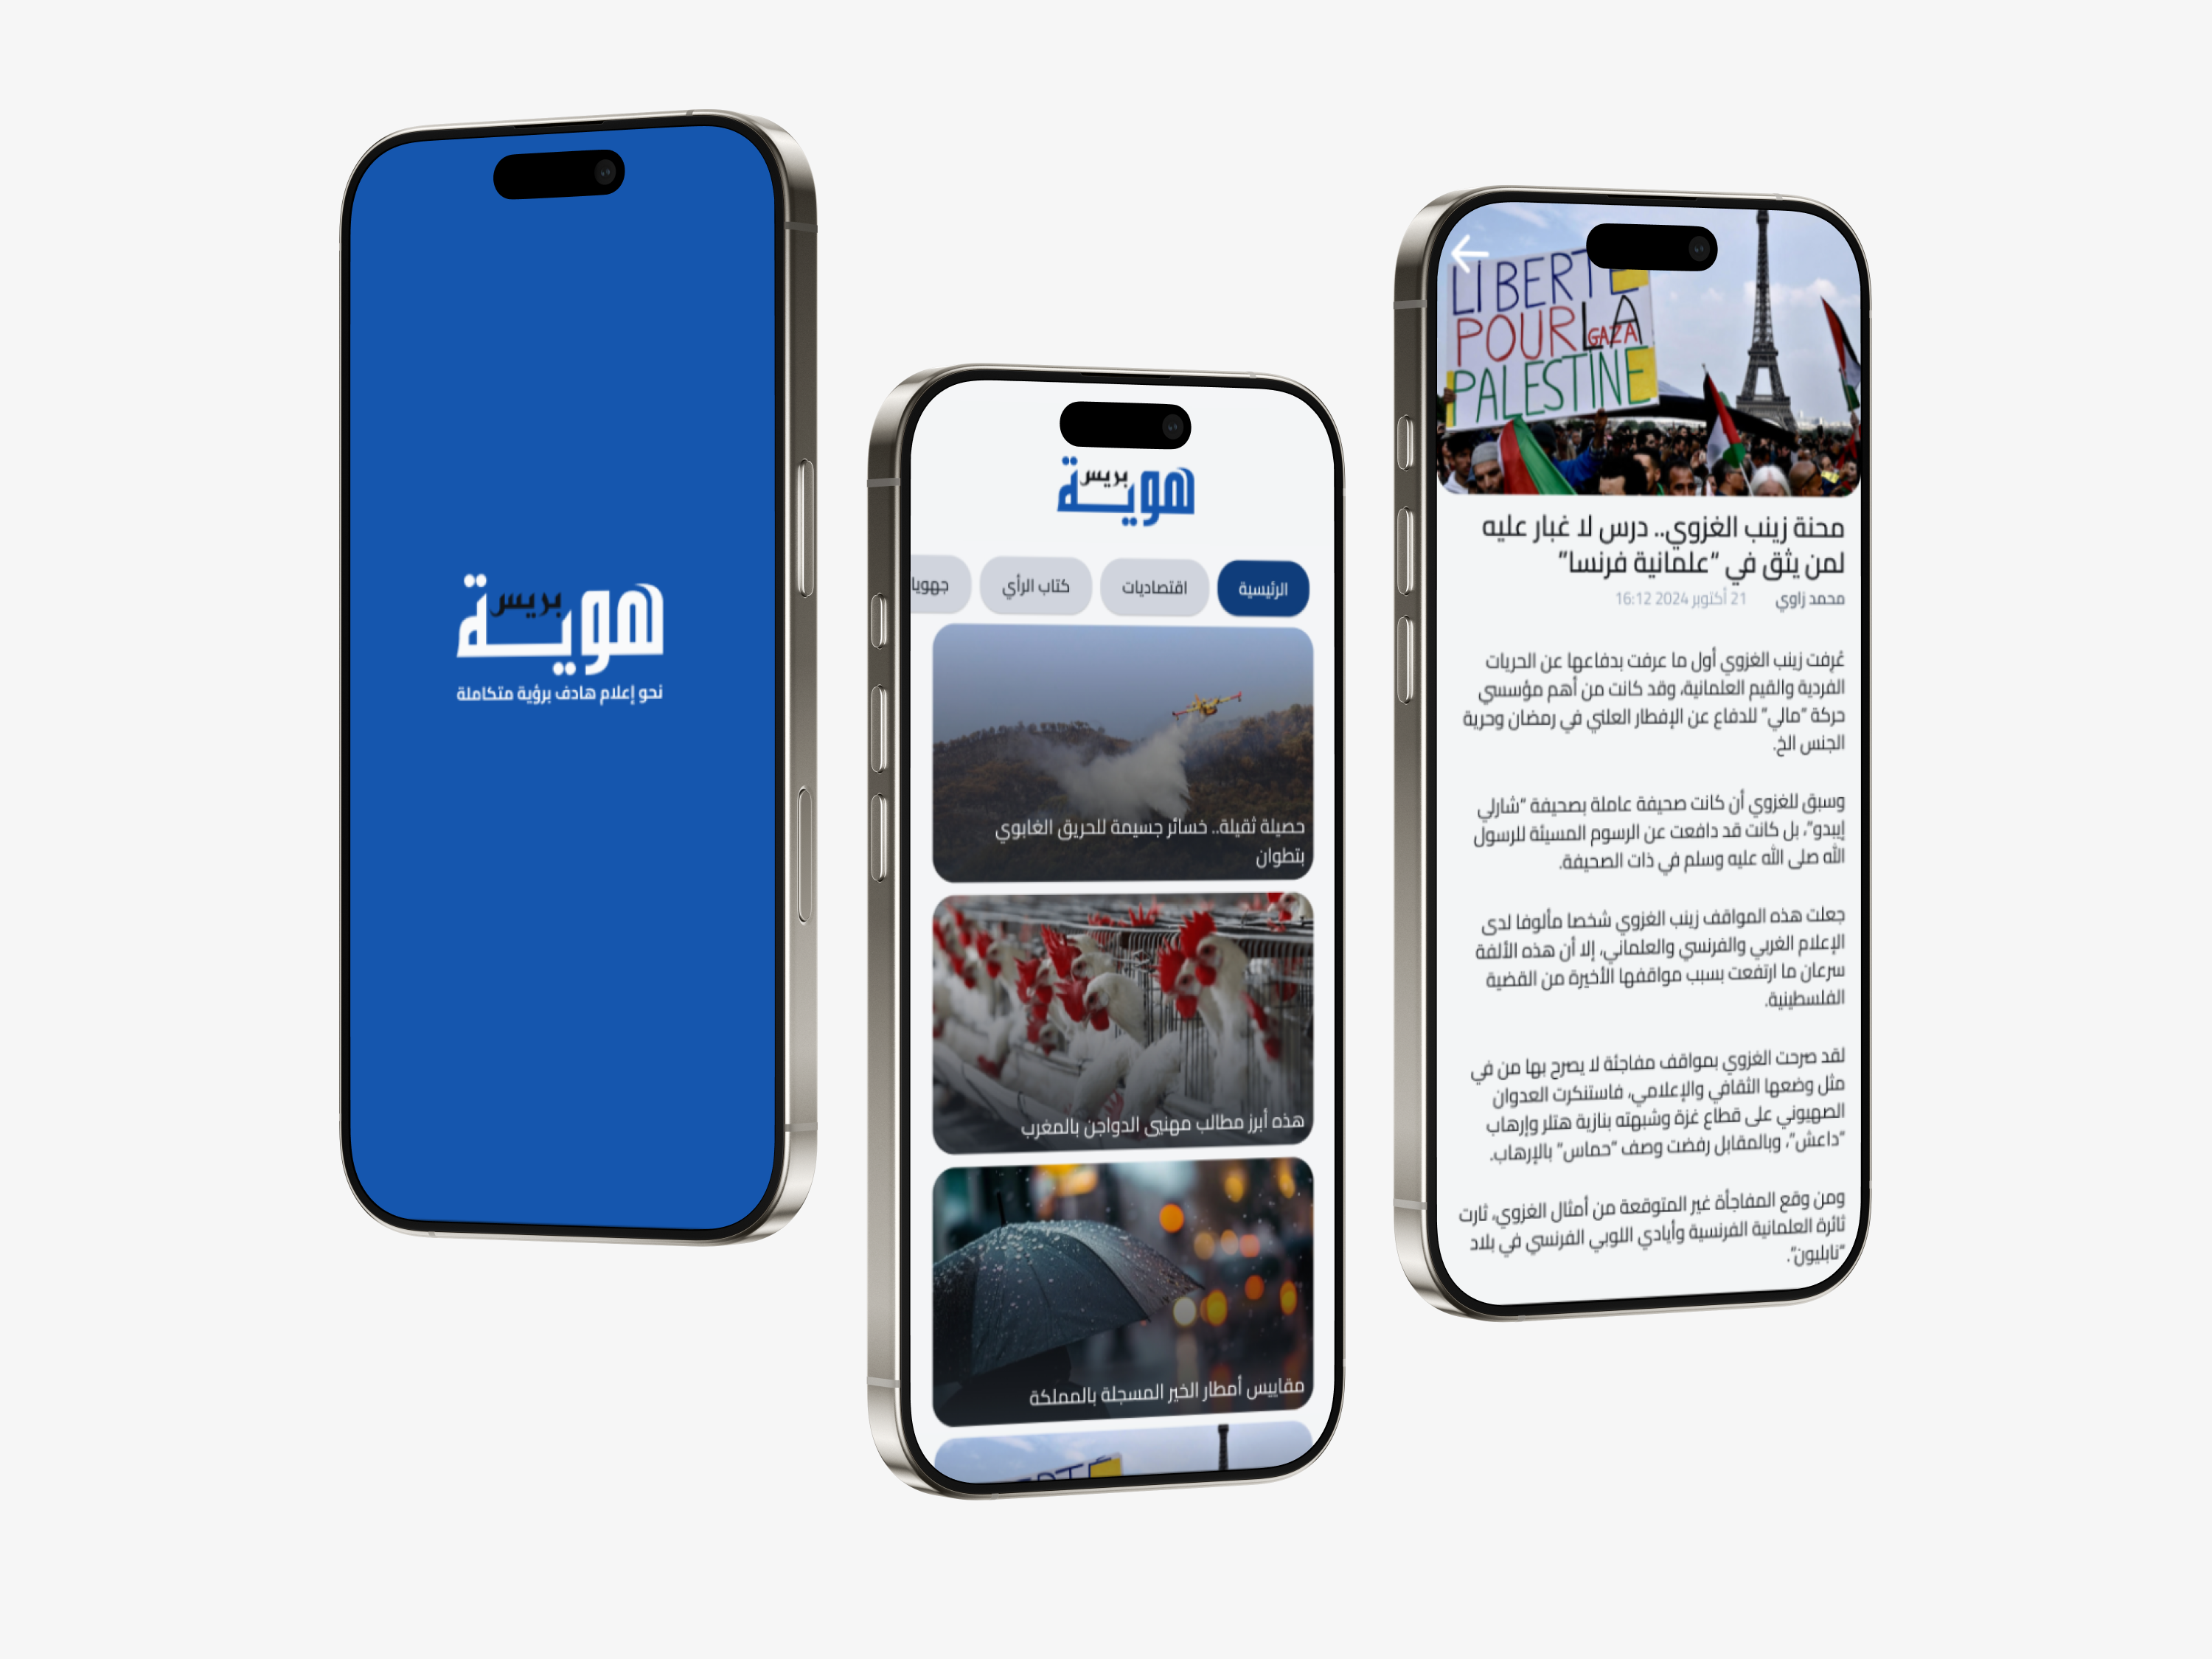 هوية بريس
نحو إعلام هادف برؤية متكاملة
هوية بريس
الرئيسية
اقتصاديات
كتاب الرأي
جهويا
حصيلة ثقيلة.. خسائر جسيمة للحريق الغابوي
بتطوان
هذه أبرز مطالب مهنيي الدواجن بالمغرب
مقاييس أمطار الخير المسجلة بالمملكة
LIBERTÉ
POUR LA
GAZA
PALESTINE
محنة زينب الغزوي.. درس لا غبار عليه
لمن يثق في “علمانية فرنسا”
محمد زاوي
21 أكتوبر 2024 16:12
عُرفت زينب الغزوي أول ما عرفت بدفاعها عن الحريات
الفردية والقيم العلمانية، وقد كانت من أهم مؤسسي
حركة “مالي” للدفاع عن الإفطار العلني في رمضان وحرية
الجنس الخ.
وسبق للغزوي أن كانت صحيفة عاملة بصحيفة “شارلي
إيبدو”، بل كانت قد دافعت عن الرسوم المسيئة للرسول
الله صلى الله عليه وسلم في ذات الصحيفة.
جعلت هذه المواقف زينب الغزوي شخصا مألوفا لدى
الإعلام الغربي والفرنسي والعلماني، إلا أن هذه الألفة
سرعان ما ارتفعت بسبب مواقفها الأخيرة من القضية
الفلسطينية.
لقد صرحت الغزوي بمواقف مفاجئة لا يصرح بها من في
مثل وضعها الثقافي والإعلامي، فاستنكرت العدوان
الصهيوني على قطاع غزة وشبهته بنازية هتلر وإرهاب
“داعش”، وبالمقابل رفضت وصف “حماس” بالإرهاب.
ومن وقع المفاجأة غير المتوقعة من أمثال الغزوي، ثارت
ثائرة العلمانية الفرنسية وأيادي اللوبي الفرنسي في بلاد
“نابليون”.